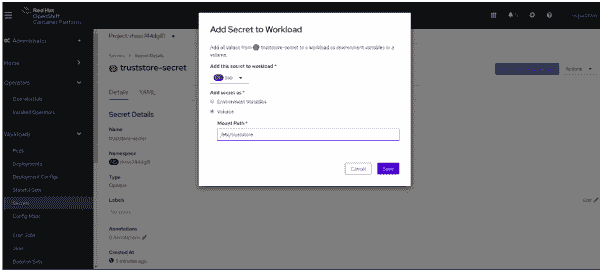 Red Hat
OpenShift
Container Platform
Administrator
Home
Operators
OperatorHub
Installed Operators
Workloads
Pods
Deployments
Deployment Configs
Stateful Sets
Secrets
Config Maps
Cron Jobs
Jobs
Daemon Sets
Secrets > Secret Details
truststore-secret
Details YAML
Secret Details
Name
truststore-secret
Namespace
Type
Opaque
Labels
No labels
Annotations
0 Annotations
Created At
5 minutes ago
Actions
Edit
Add Secret to Workload
Add all values from truststore-secret to a workload as environment variables or a
volume.
Add this secret to workload *
Add secret as *
Environment Variables
Volume
Mount Path *
/etc/truststore
Cancel Save